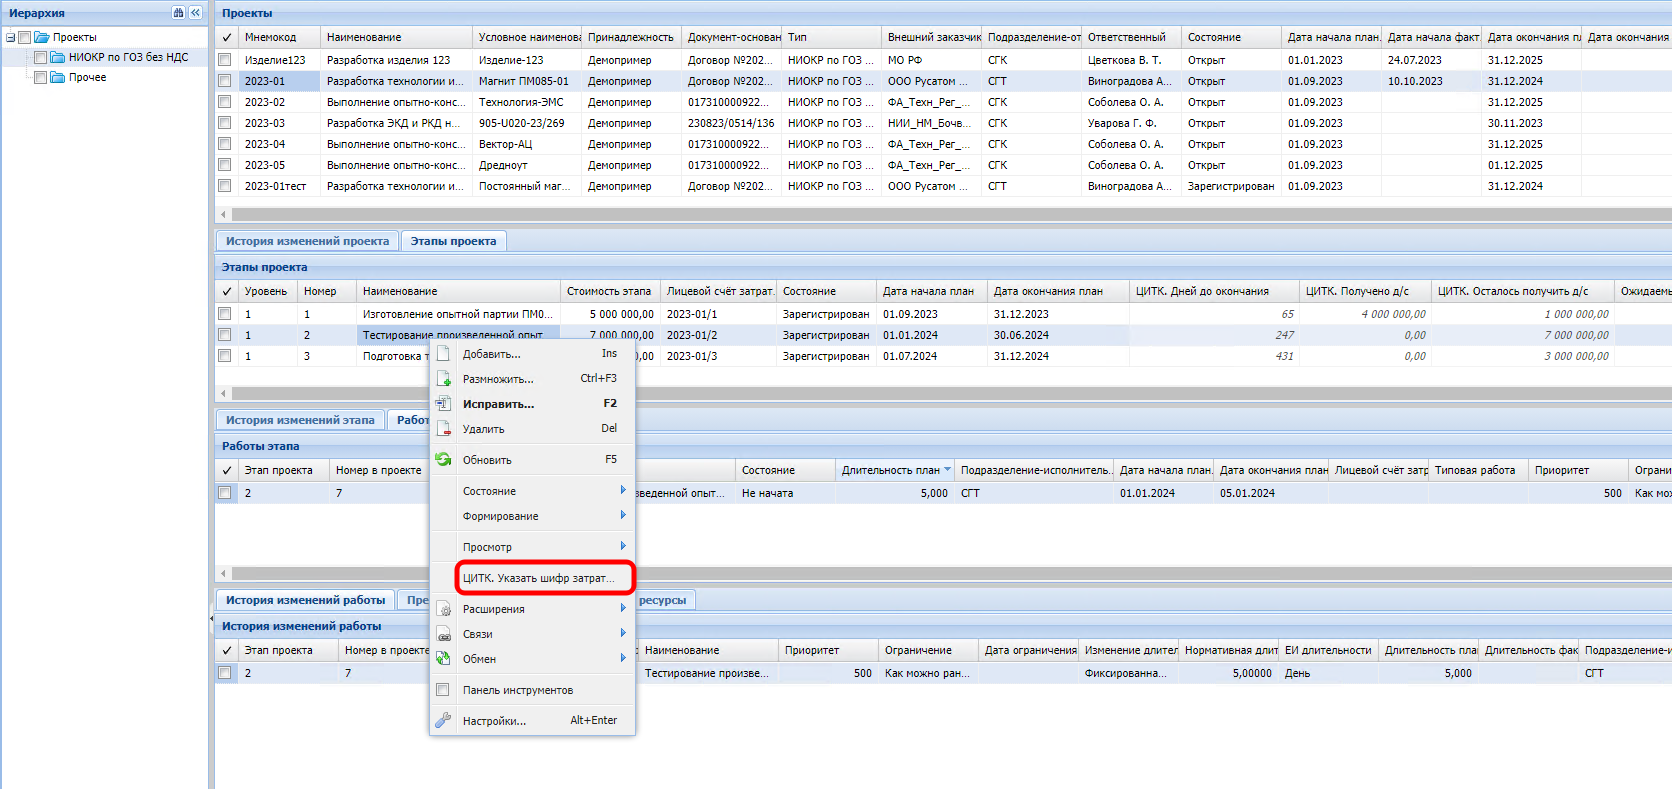 Иерархия
Проекты
НИОКР по ГОЗ без НДС
Прочее
Проекты
Мнемокод Наименование Условное наименова Принадлежность Документ-основан Тип Внешний заказчик Подразделение-от Ответственный Состояние Дата начала план. Дата начала факт. Дата окончания пл Дата окончания
Изделие123 Разработка изделия 123 Изделие-123 Демопример Договор №202... НИОКР по ГОЗ ... МО РФ СГК Цветкова В. Т. Открыт 01.01.2023 24.07.2023 31.12.2025
2023-01 Разработка технологии и... Магнит ПМ085-01 Демопример Договор №202... НИОКР по ГОЗ ... ООО Русатом ... СГТ Виноградова А... Открыт 01.09.2023 10.10.2023 31.12.2024
2023-02 Выполнение опытно-конс... Технология-ЭМС Демопример 017310000922... НИОКР по ГОЗ ... ФА_Техн_Рег_... СГК Соболева О. А. Открыт 01.09.2023 31.12.2025
2023-03 Разработка ЭКД и РКД н... 905-U020-23/269 Демопример 230823/0514/136 НИОКР по ГОЗ ... НИИ_НМ_Бочв... СГК Уварова Г. Ф. Открыт 01.09.2023 30.11.2023
2023-04 Выполнение опытно-конс... Вектор-АЦ Демопример 017310000922... НИОКР по ГОЗ ... ФА_Техн_Рег_... СГК Соболева О. А. Открыт 01.09.2023 31.12.2025
2023-05 Выполнение опытно-конс... Дредноут Демопример 017310000922... НИОКР по ГОЗ ... ФА_Техн_Рег_... СГК Соболева О. А. Открыт 01.09.2023 01.12.2025
2023-01тест Разработка технологии и... Постоянный маг... Демопример Договор №202... НИОКР по ГОЗ ... ООО Русатом ... СГТ Виноградова А... Зарегистрирован 01.09.2023 31.12.2024
История изменений проекта Этапы проекта
Этапы проекта
Уровень Номер Наименование Стоимость этапа Лицевой счёт затрат. Состояние Дата начала план Дата окончания план ЦИТК. Дней до окончания ЦИТК. Получено д/с ЦИТК. Осталось получить д/с Ожидаемы
1 1 Изготовление опытной партии ПМ0... 5 000 000,00 2023-01/1 Зарегистрирован 01.09.2023 31.12.2023 65 4 000 000,00 1 000 000,00
1 2 Тестирование произведенной опыт 7 000 000,00 2023-01/2 Зарегистрирован 01.01.2024 30.06.2024 247 0,00 7 000 000,00
1 3 Подготовка т 00,00 2023-01/3 Зарегистрирован 01.07.2024 31.12.2024 431 0,00 3 000 000,00
Добавить... Ins
Размножить... Ctrl+F3
Исправить... F2
Удалить Del
Обновить F5
Состояние
Формирование
Просмотр
ЦИТК. Указать шифр затрат...
Расширения
Связи
Обмен
Панель инструментов
Настройки... Alt+Enter
История изменений этапа Работ
Работы этапа
Этап проекта Номер в проекте Состояние Длительность план Подразделение-исполнитель.. Дата начала план. Дата окончания план Лицевой счёт затр Типовая работа Приоритет Ограни
2 7 зведенной опыт... Не начата 5,000 СГТ 01.01.2024 05.01.2024 500 Как мож
История изменений работы Пре ресурсы
История изменений работы
Этап проекта Номер в проекте Наименование Приоритет Ограничение Дата ограничения Изменение длител Нормативная длит ЕИ длительности Длительность план Длительность фак Подразделение-и
2 7 Тестирование произве... 500 Как можно ран... Фиксированна... 5,00000 День 5,000 СГТ